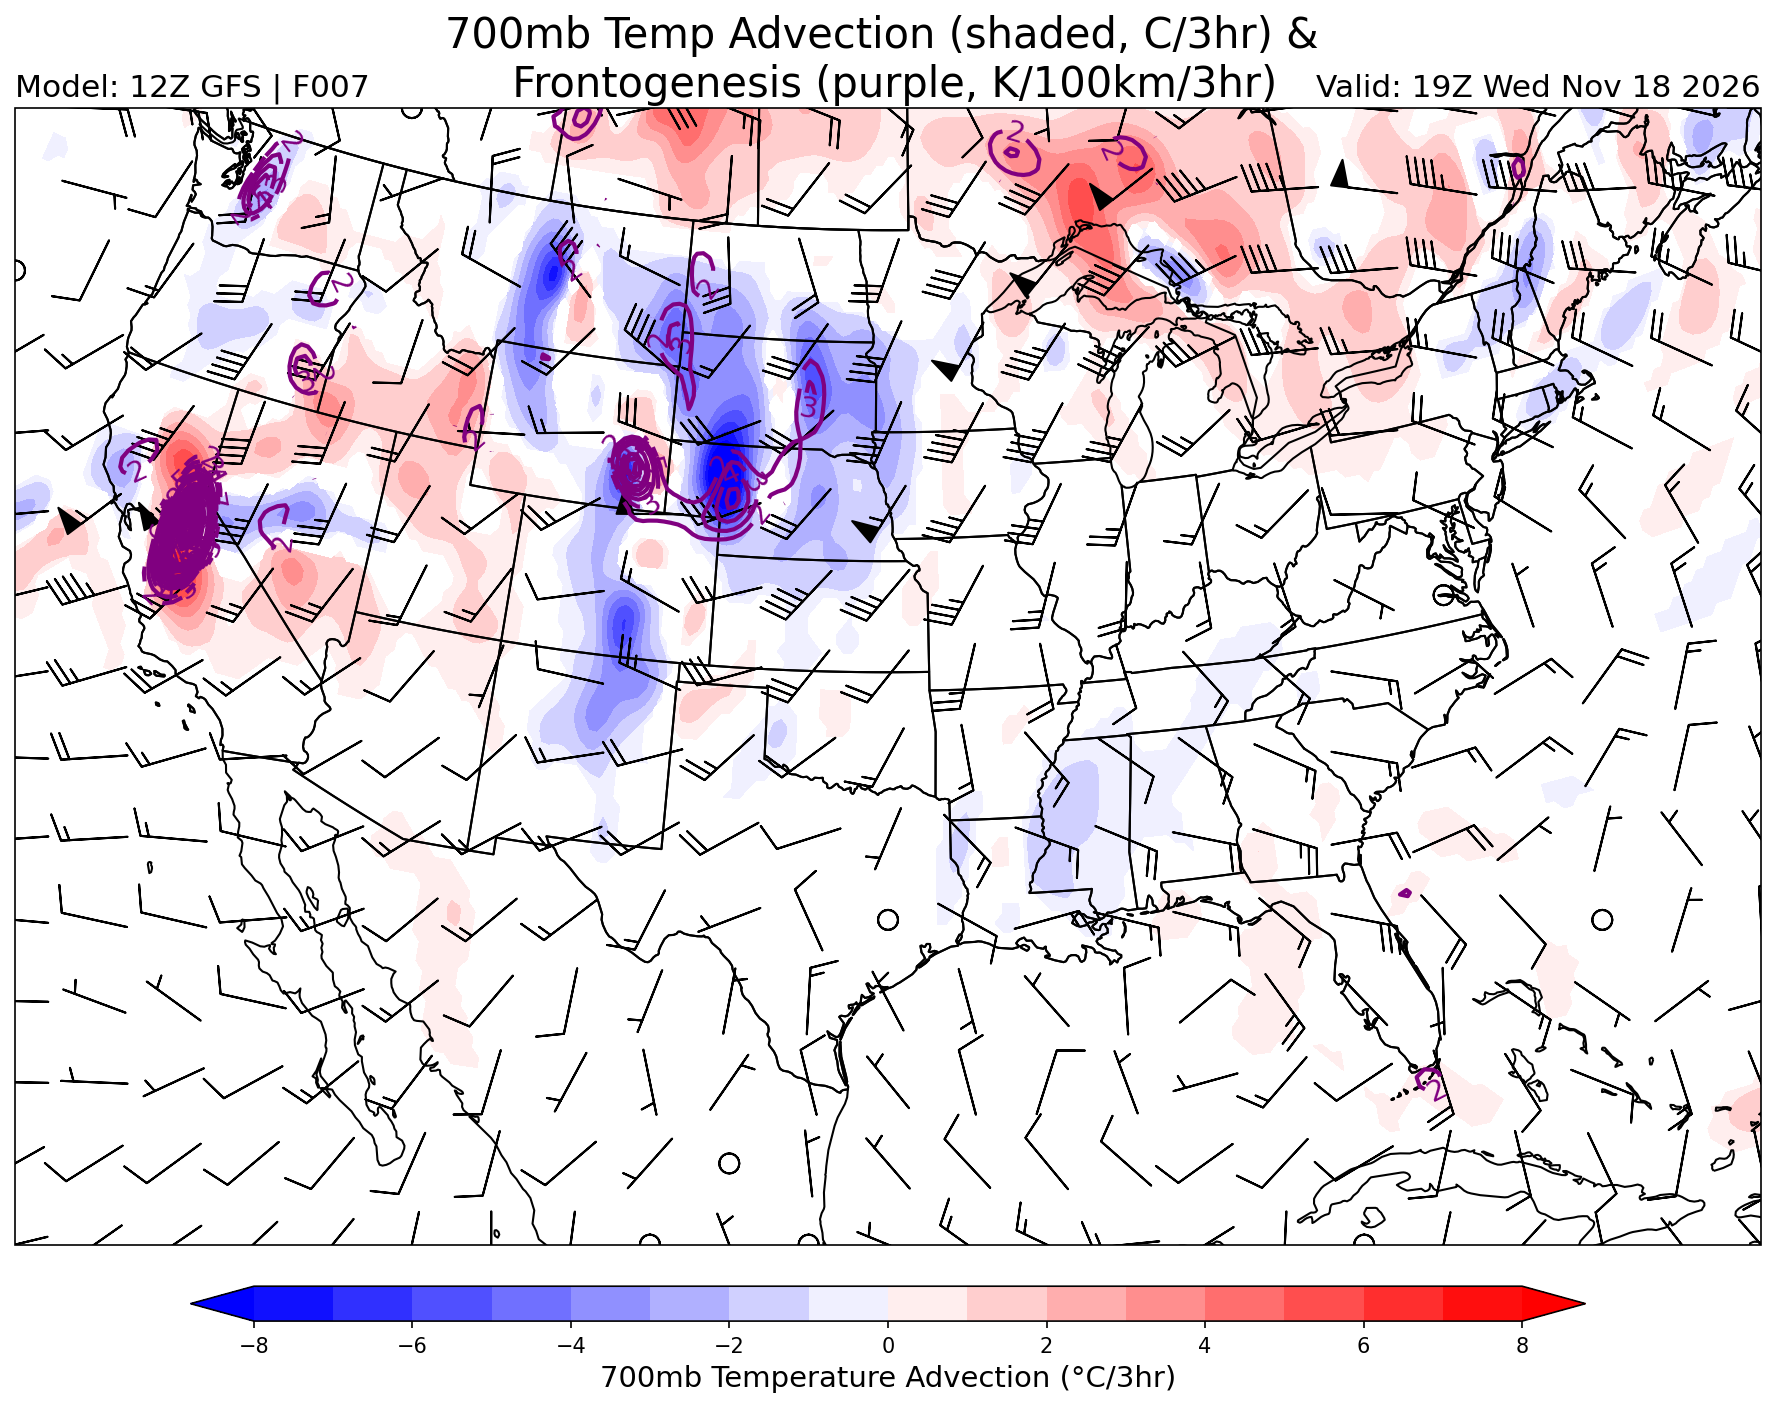 700mb Temp Advection (shaded, C/3hr) &
Model: 12Z GFS | F007
Frontogenesis (purple, K/100km/3hr)
Valid: 19Z Wed Nov 18 2026
−8 −6 −4 −2 0 2 4 6 8
700mb Temperature Advection (°C/3hr)